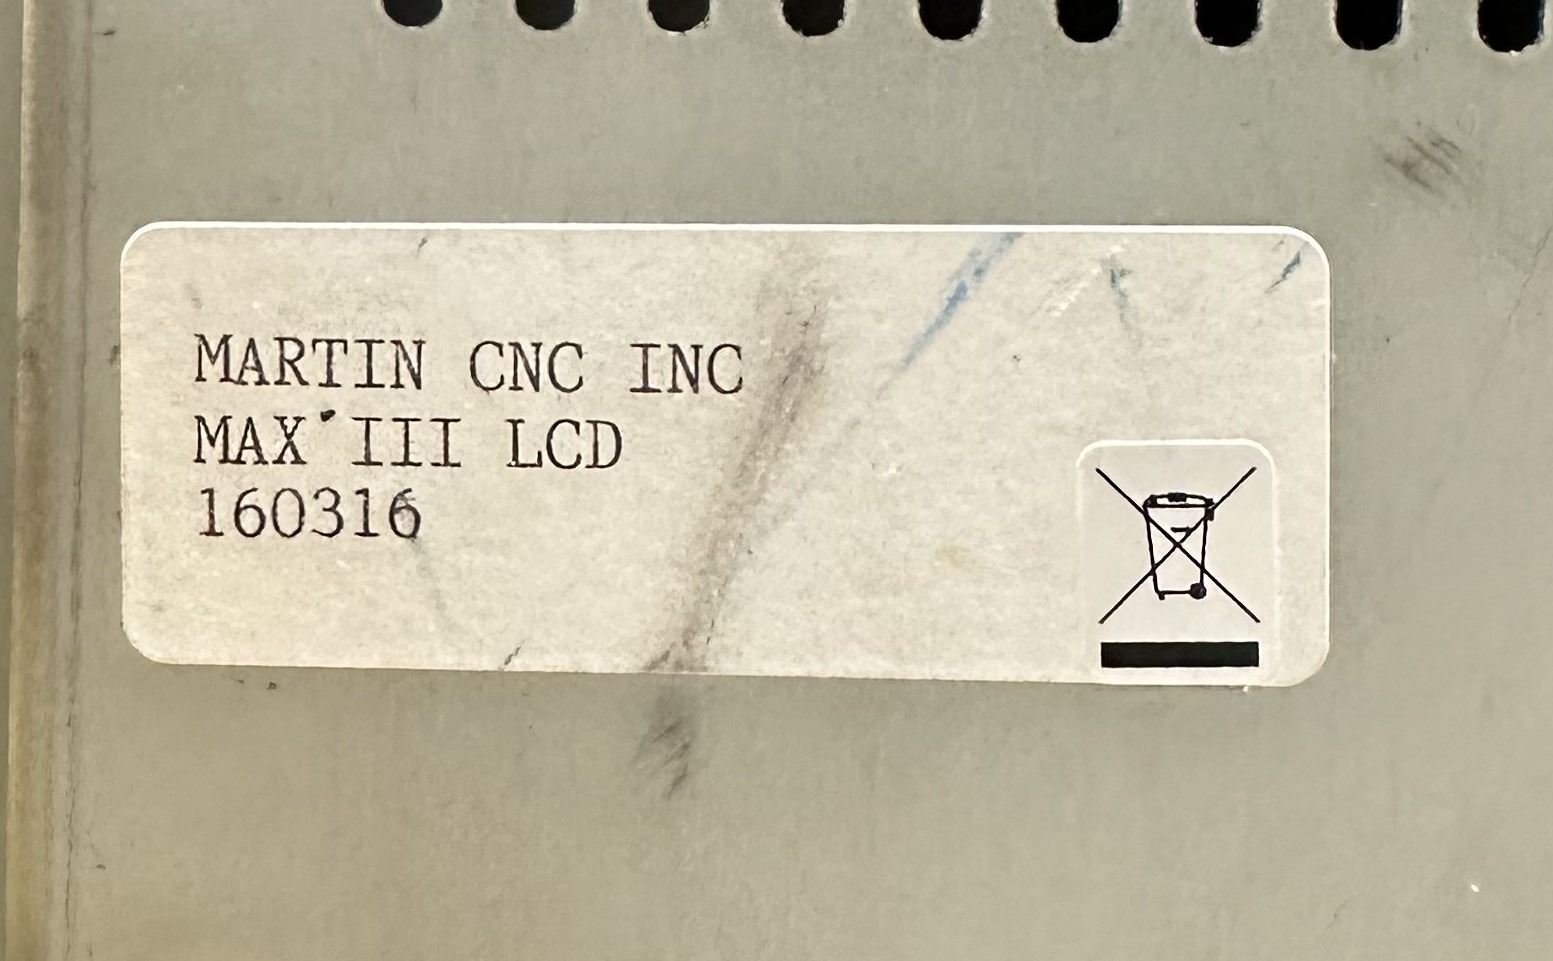 MARTIN CNC INC
MAX III LCD
160316